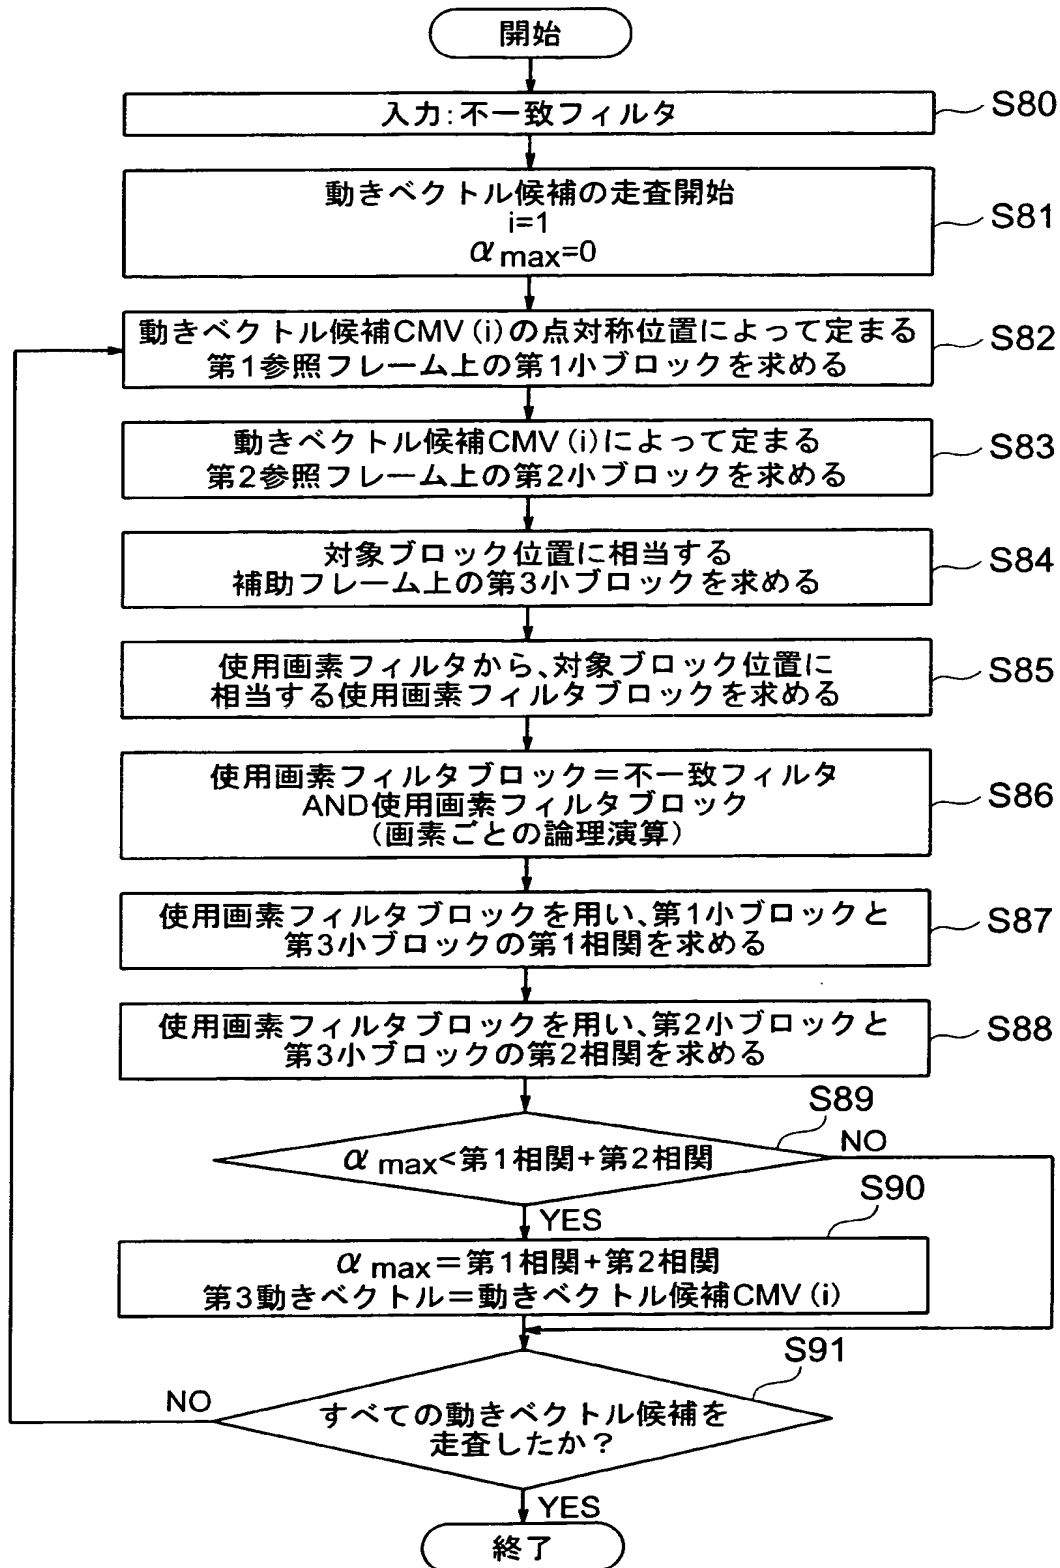 開始
入力:不一致フィルタ
S80
動きベクトル候補の走査開始
i=1
αmax=0
S81
動きベクトル候補CMV(i)の点対称位置によって定まる
第1参照フレーム上の第1小ブロックを求める
S82
動きベクトル候補CMV(i)によって定まる
第2参照フレーム上の第2小ブロックを求める
S83
対象ブロック位置に相当する
補助フレーム上の第3小ブロックを求める
S84
使用画素フィルタから、対象ブロック位置に
相当する使用画素フィルタブロックを求める
S85
使用画素フィルタブロック=不一致フィルタ
AND使用画素フィルタブロック
(画素ごとの論理演算)
S86
使用画素フィルタブロックを用い、第1小ブロックと
第3小ブロックの第1相関を求める
S87
使用画素フィルタブロックを用い、第2小ブロックと
第3小ブロックの第2相関を求める
S88
S89
αmax<第1相関+第2相関
NO
YES
S90
αmax=第1相関+第2相関
第3動きベクトル=動きベクトル候補CMV(i)
S91
NO
すべての動きベクトル候補を
走査したか?
YES
終了